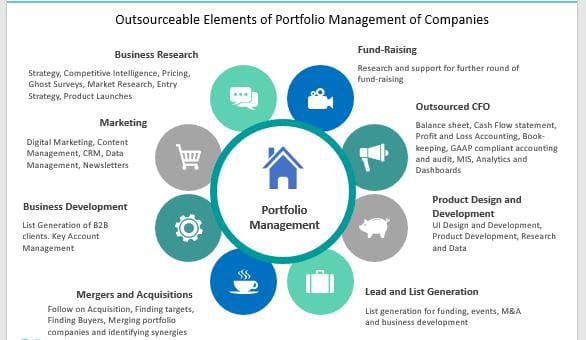 Outsourceable Elements of Portfolio Management of Companies
Business Research
Strategy, Competitive Intelligence, Pricing,
Ghost Surveys, Market Research, Entry
Strategy, Product Launches
Marketing
Digital Marketing, Content
Management, CRM, Data
Management, Newsletters
Business Development
List Generation of B2B
clients. Key Account
Management
Mergers and Acquisitions
Follow on Acquisition, Finding targets,
Finding Buyers, Merging portfolio
companies and identifying synergies
Portfolio
Management
Fund-Raising
Research and support for further round of
fund-raising
Outsourced CFO
Balance sheet, Cash Flow statement,
Profit and Loss Accounting, Book-
keeping, GAAP compliant accounting
and audit, MIS, Analytics and
Dashboards
Product Design and
Development
UI Design and Development,
Product Development, Research
and Data
Lead and List Generation
List generation for funding, events, M&A
and business development